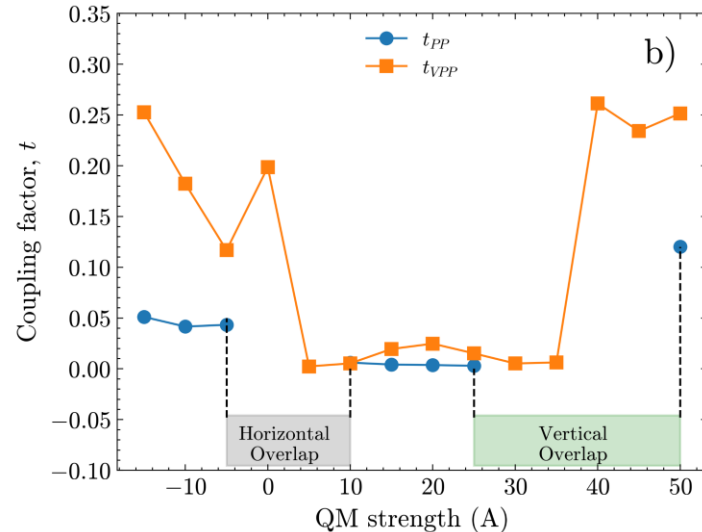 0.35
0.30
0.25
0.20
0.15
0.10
0.05
0.00
−0.05
−0.10
Coupling factor, t
t_PP
t_VPP
b)
Horizontal
Overlap
Vertical
Overlap
−10 0 10 20 30 40 50
QM strength (A)